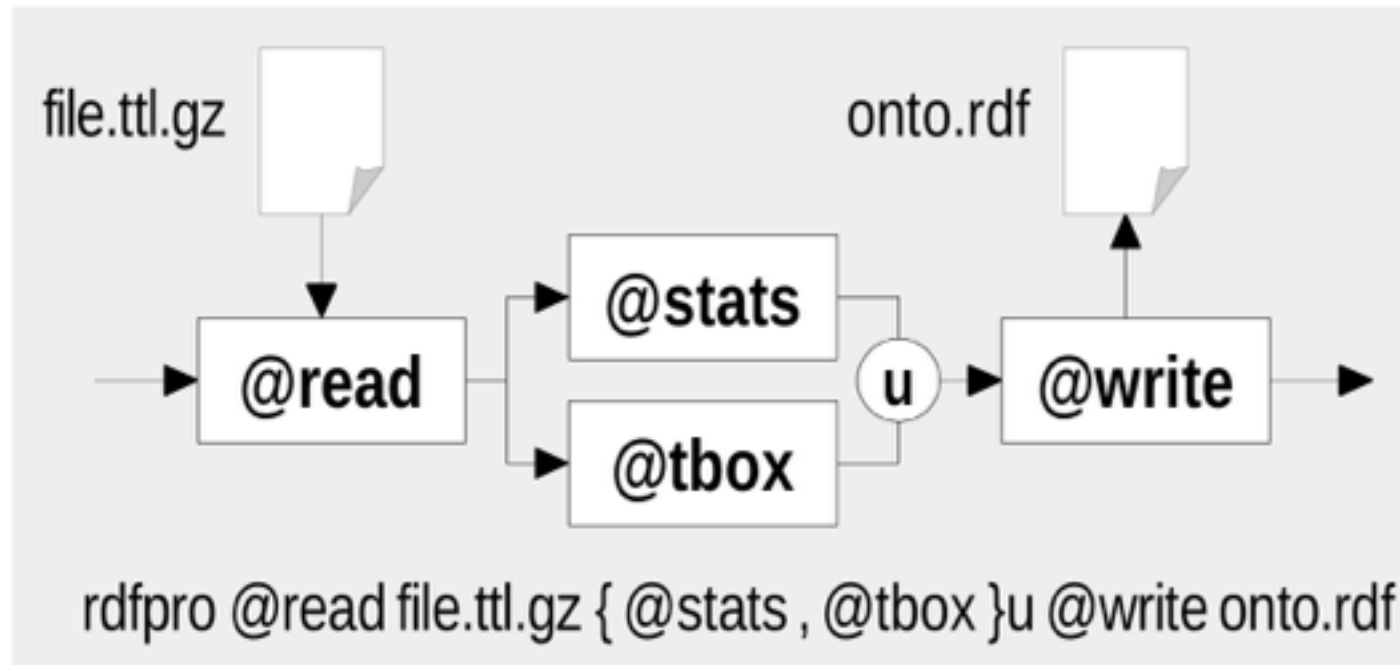 file.ttl.gz
onto.rdf
@stats
@read
u
@write
@tbox
rdfpro @read file.ttl.gz { @stats , @tbox }u @write onto.rdf